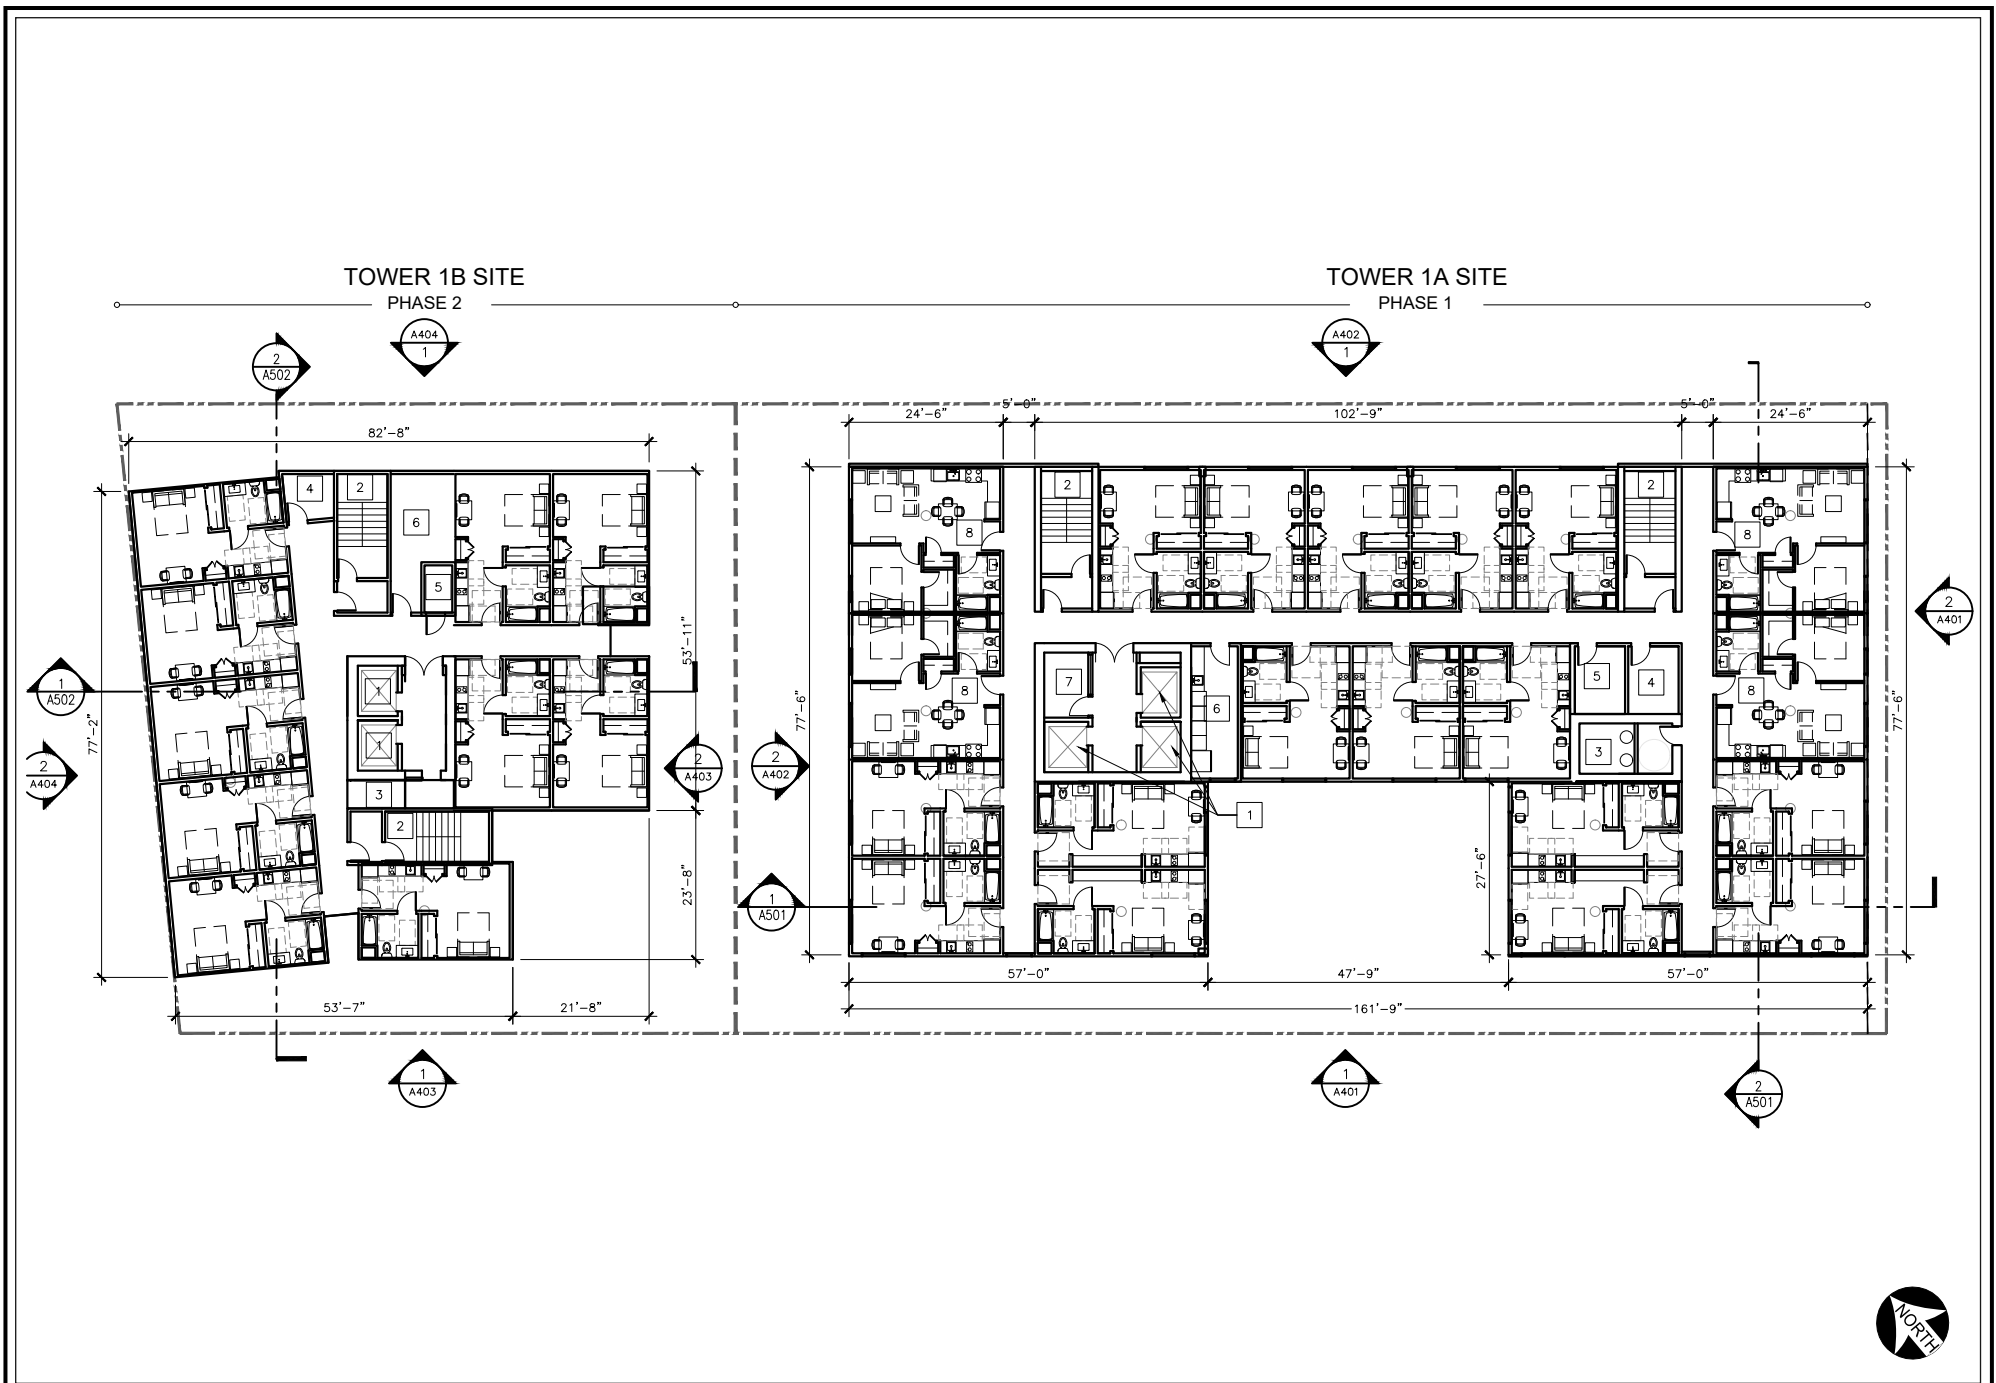 TOWER 1B SITE
PHASE 2
TOWER 1A SITE
PHASE 1
A404
1
A402
1
2
A502
24'-6"
5'-0"
102'-9"
5'-0"
24'-6"
82'-8"
4
2
6
5
2
2
8
8
2
A401
53'-11"
1
A502
1
1
77'-2"
77'-6"
7
6
5
4
8
8
77'-6"
3
2
A404
2
A403
2
A402
3
2
1
23'-8"
27'-6"
1
A501
57'-0"
47'-9"
57'-0"
53'-7"
21'-8"
161'-9"
1
A403
1
A401
2
A501
NORTH